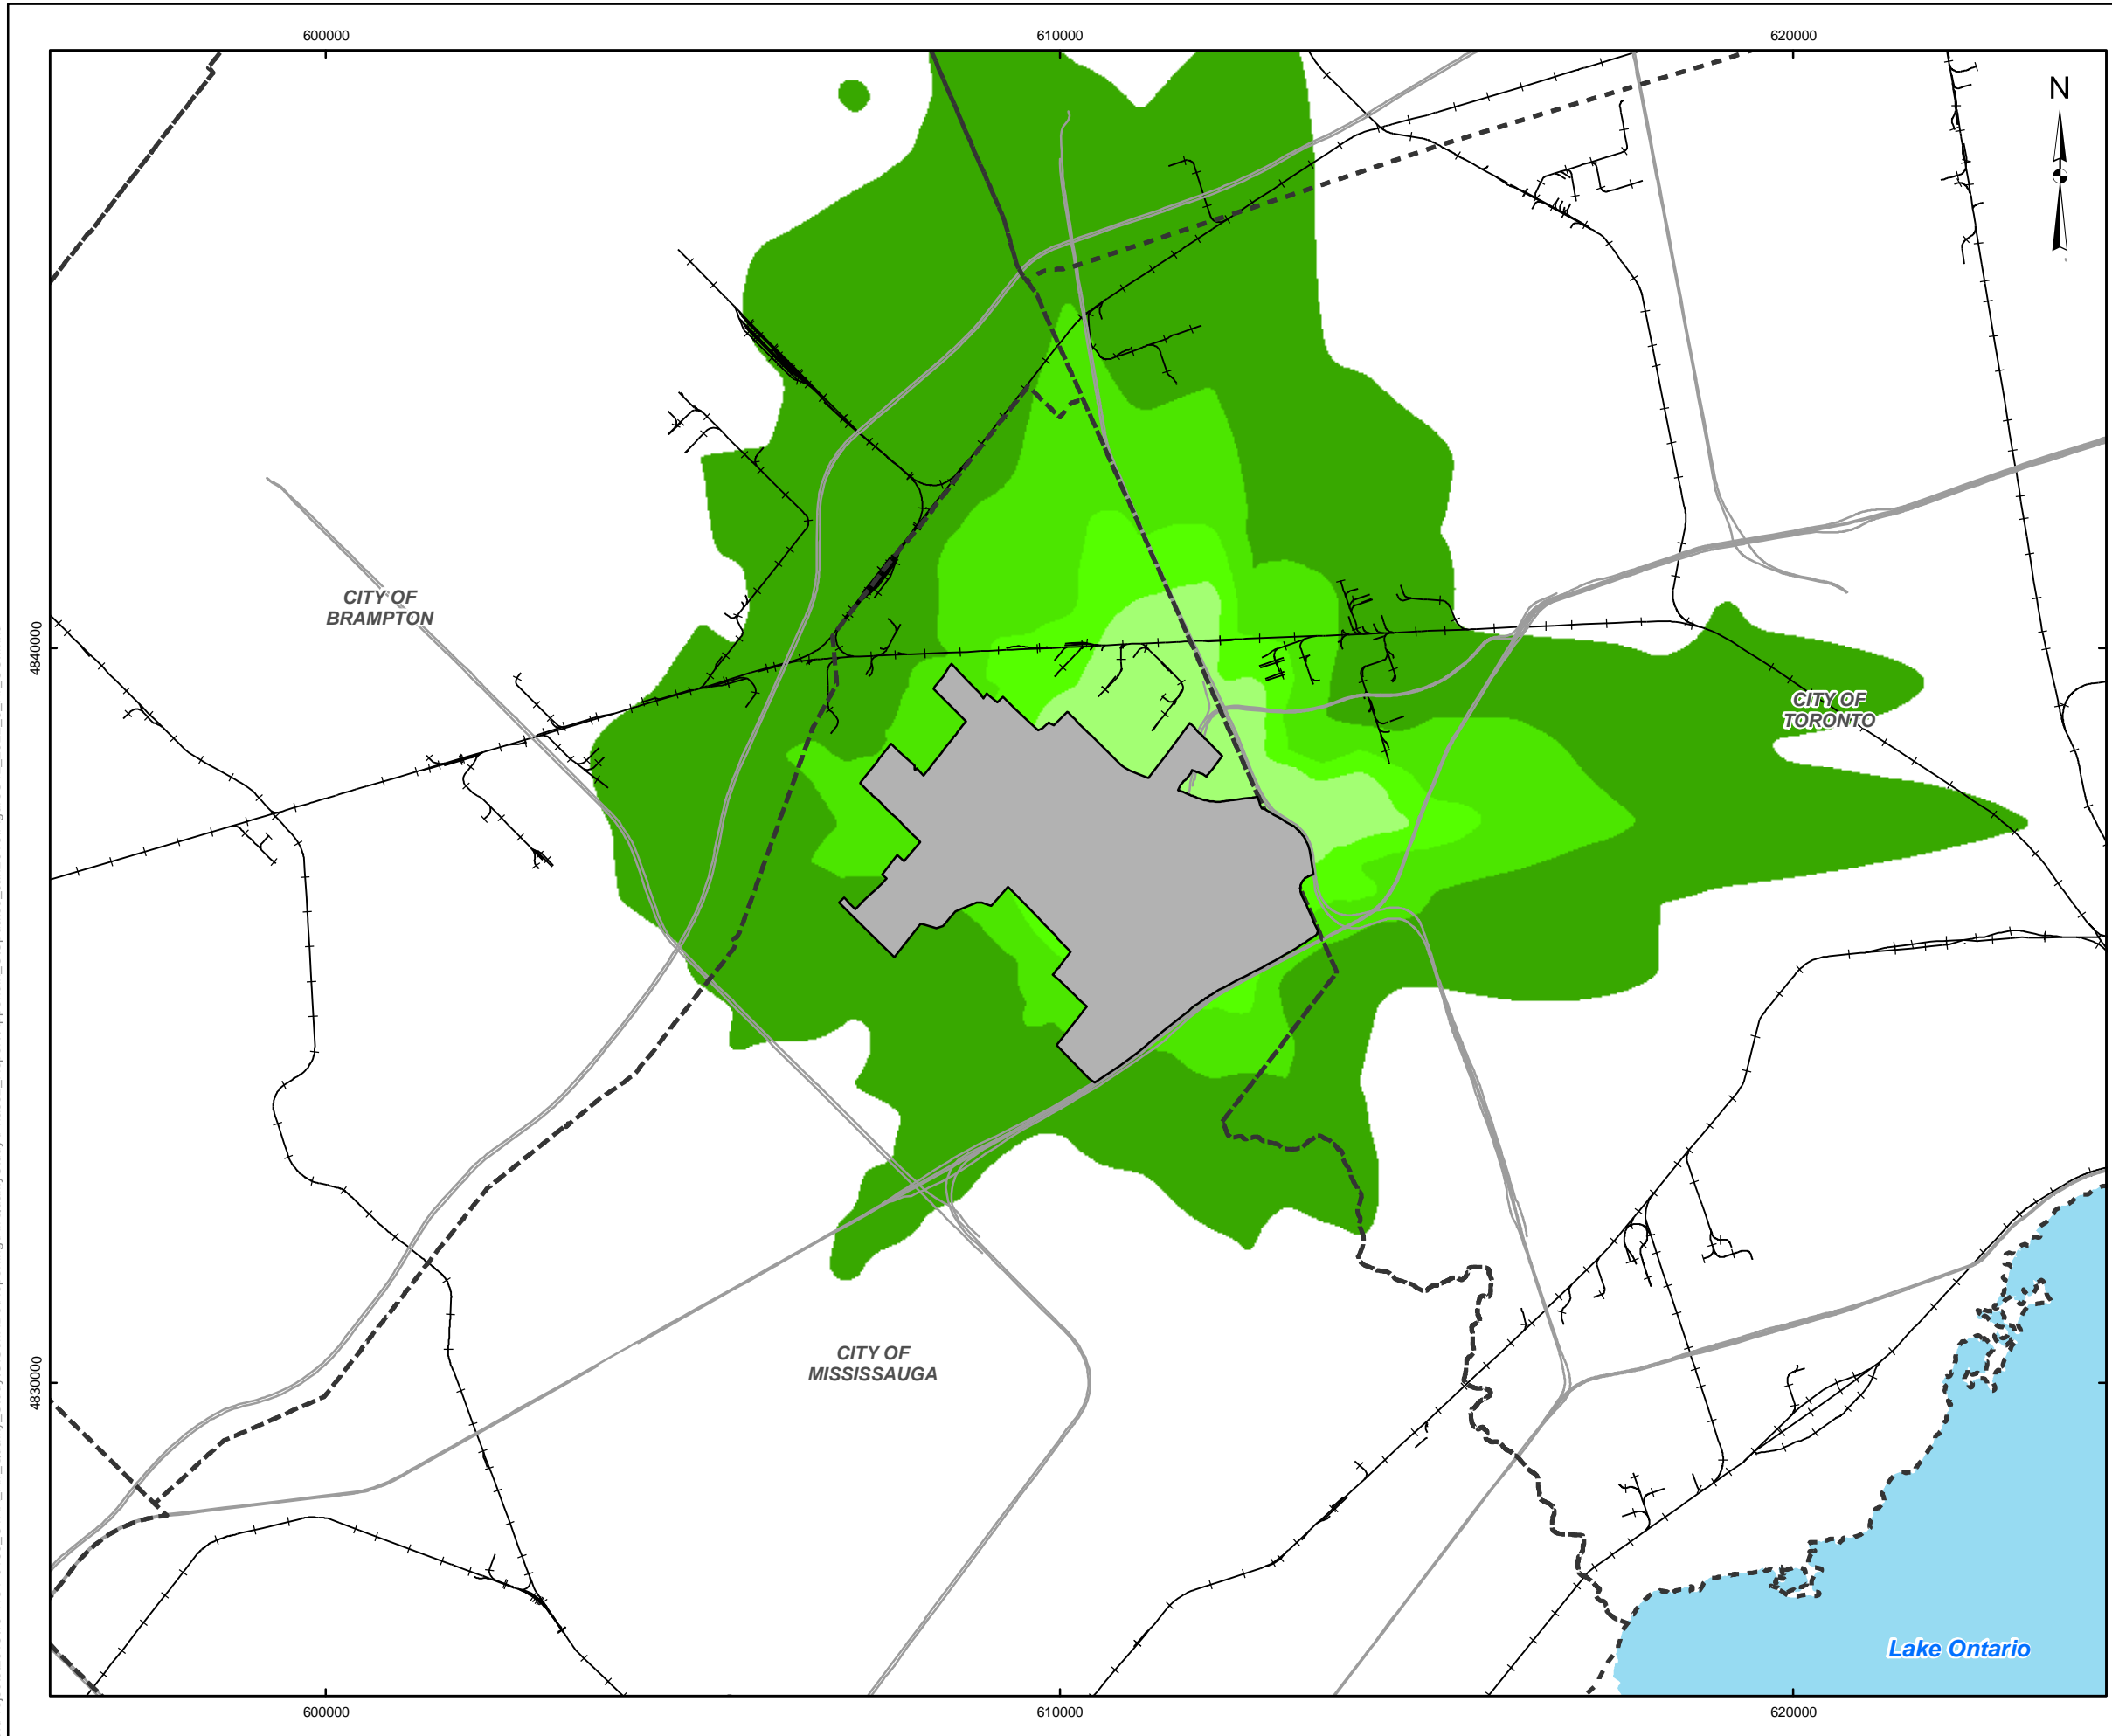 600000
610000
620000
N
4840000
CITY OF
BRAMPTON
CITY OF
TORONTO
4830000
CITY OF
MISSISSAUGA
Lake Ontario
600000
610000
620000